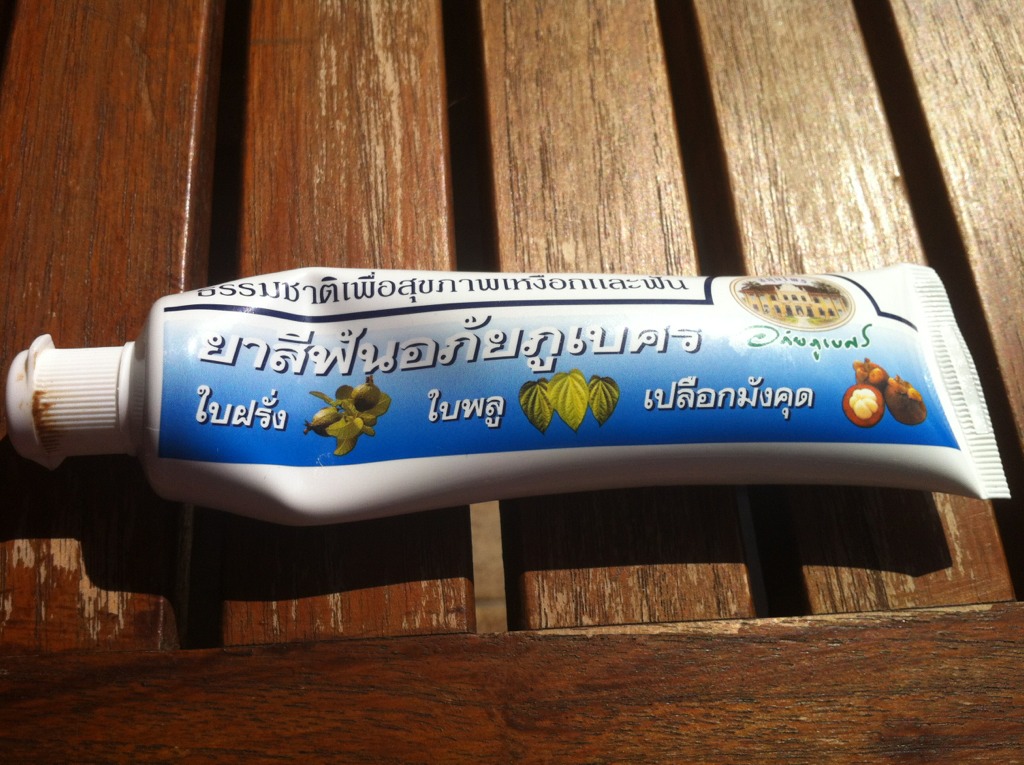 ธรรมชาติเพื่อสุขภาพเหงือกและฟัน
ยาสีฟันอภัยภูเบศร
อภัยภูเบศร
ใบฝรั่ง ใบพลู เปลือกมังคุด